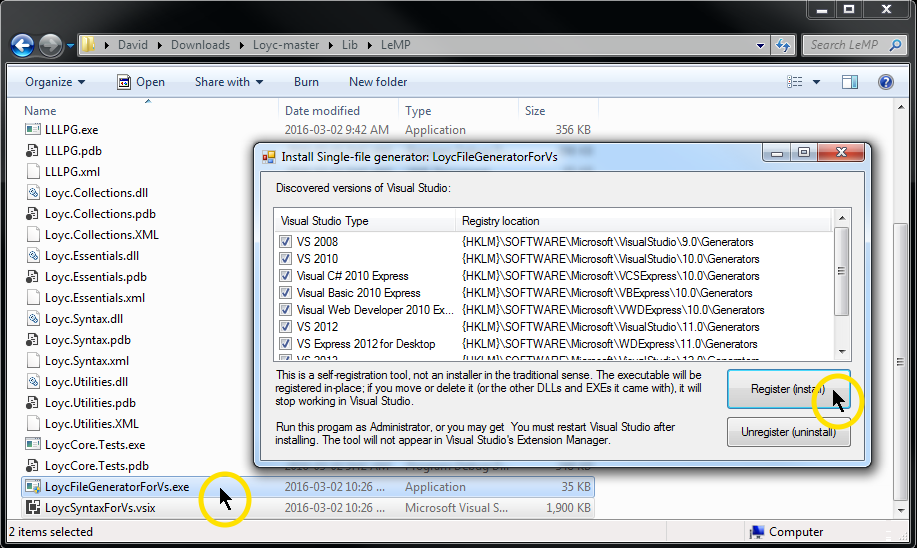 David ▸ Downloads ▸ Loyc-master ▸ Lib ▸ LeMP
Search LeMP
Organize Open Share with Burn New folder
Name Date modified Type Size
LLLPG.exe 2016-03-02 9:42 AM Application 356 KB
LLLPG.pdb
LLLPG.xml
Loyc.Collections.dll
Loyc.Collections.pdb
Loyc.Collections.XML
Loyc.Essentials.dll
Loyc.Essentials.pdb
Loyc.Essentials.xml
Loyc.Syntax.dll
Loyc.Syntax.pdb
Loyc.Syntax.xml
Loyc.Utilities.dll
Loyc.Utilities.pdb
Loyc.Utilities.XML
LoycCore.Tests.exe
LoycCore.Tests.pdb
LoycFileGeneratorForVs.exe 2016-03-02 10:26 ... Application 35 KB
LoycSyntaxForVs.vsix 2016-03-02 10:26 ... Microsoft Visual S... 1,900 KB
2 items selected
Computer
Install Single-file generator: LoycFileGeneratorForVs
Discovered versions of Visual Studio:
Visual Studio Type Registry location
VS 2008 {HKLM}\SOFTWARE\Microsoft\VisualStudio\9.0\Generators
VS 2010 {HKLM}\SOFTWARE\Microsoft\VisualStudio\10.0\Generators
Visual C# 2010 Express {HKLM}\SOFTWARE\Microsoft\VCSExpress\10.0\Generators
Visual Basic 2010 Express {HKLM}\SOFTWARE\Microsoft\VBExpress\10.0\Generators
Visual Web Developer 2010 Ex... {HKLM}\SOFTWARE\Microsoft\VWDExpress\10.0\Generators
VS 2012 {HKLM}\SOFTWARE\Microsoft\VisualStudio\11.0\Generators
VS Express 2012 for Desktop {HKLM}\SOFTWARE\Microsoft\WDExpress\11.0\Generators
This is a self-registration tool, not an installer in the traditional sense. The executable will be
registered in-place; if you move or delete it (or the other DLLs and EXEs it came with), it will
stop working in Visual Studio.
Run this progam as Administrator, or you may get You must restart Visual Studio after
installing. The tool will not appear in Visual Studio's Extension Manager.
Register (install)
Unregister (uninstall)